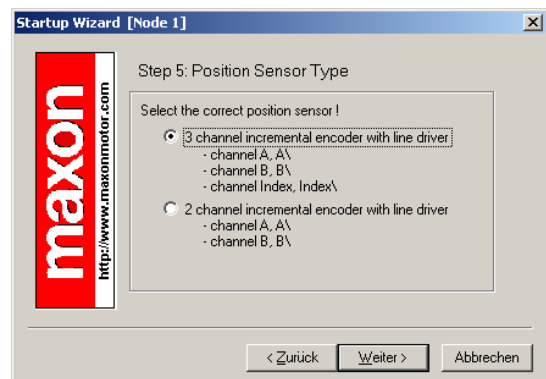 Startup Wizard [Node 1]
maxon
http://www.maxonmotor.com
Step 5: Position Sensor Type
Select the correct position sensor !
3 channel incremental encoder with line driver
- channel A, A\
- channel B, B\
- channel Index, Index\
2 channel incremental encoder with line driver
- channel A, A\
- channel B, B\
< Zurück
Weiter >
Abbrechen